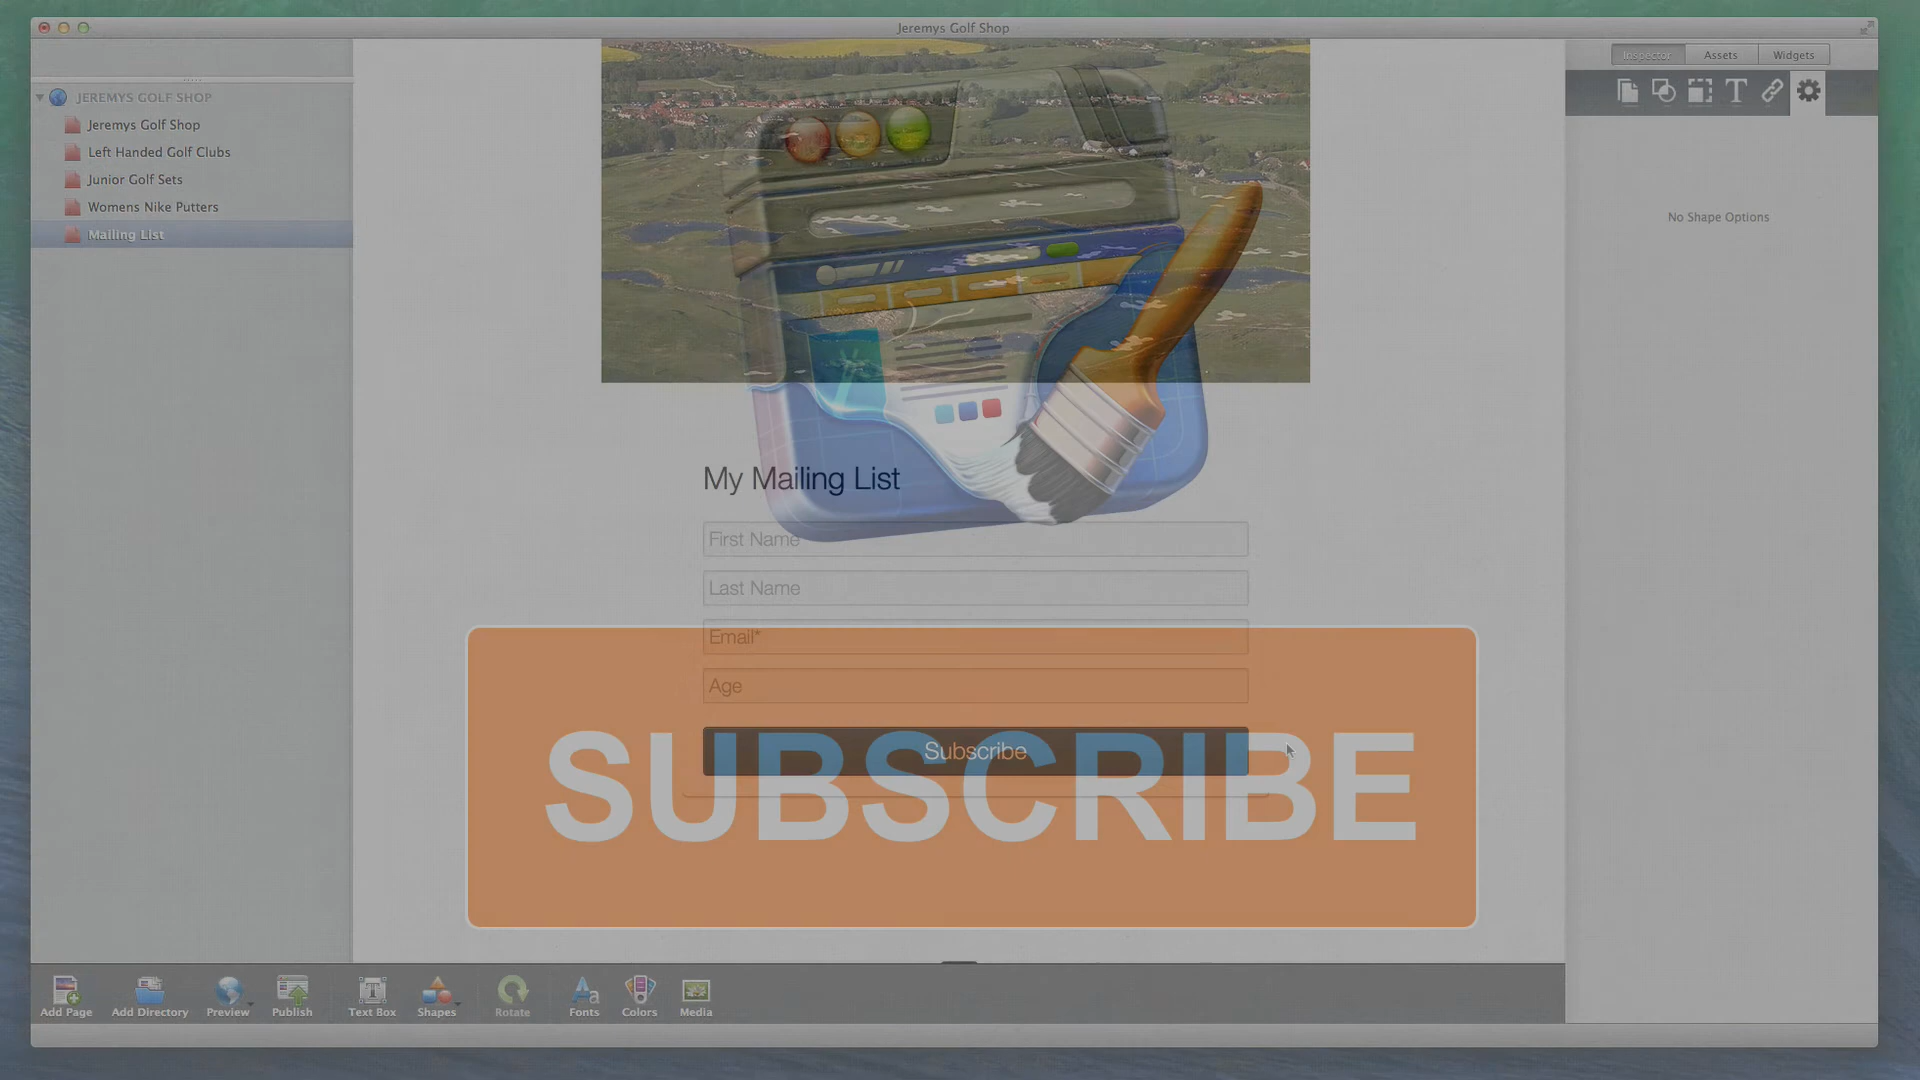 Jeremys Golf Shop
Inspector
Assets
Widgets
JEREMYS GOLF SHOP
Jeremys Golf Shop
Left Handed Golf Clubs
Junior Golf Sets
Womens Nike Putters
Mailing List
No Shape Options
My Mailing List
First Name
Last Name
Email*
Age
Subscribe
SUBSCRIBE
Add Page
Add Directory
Preview
Publish
Text Box
Shapes
Rotate
Fonts
Colors
Media